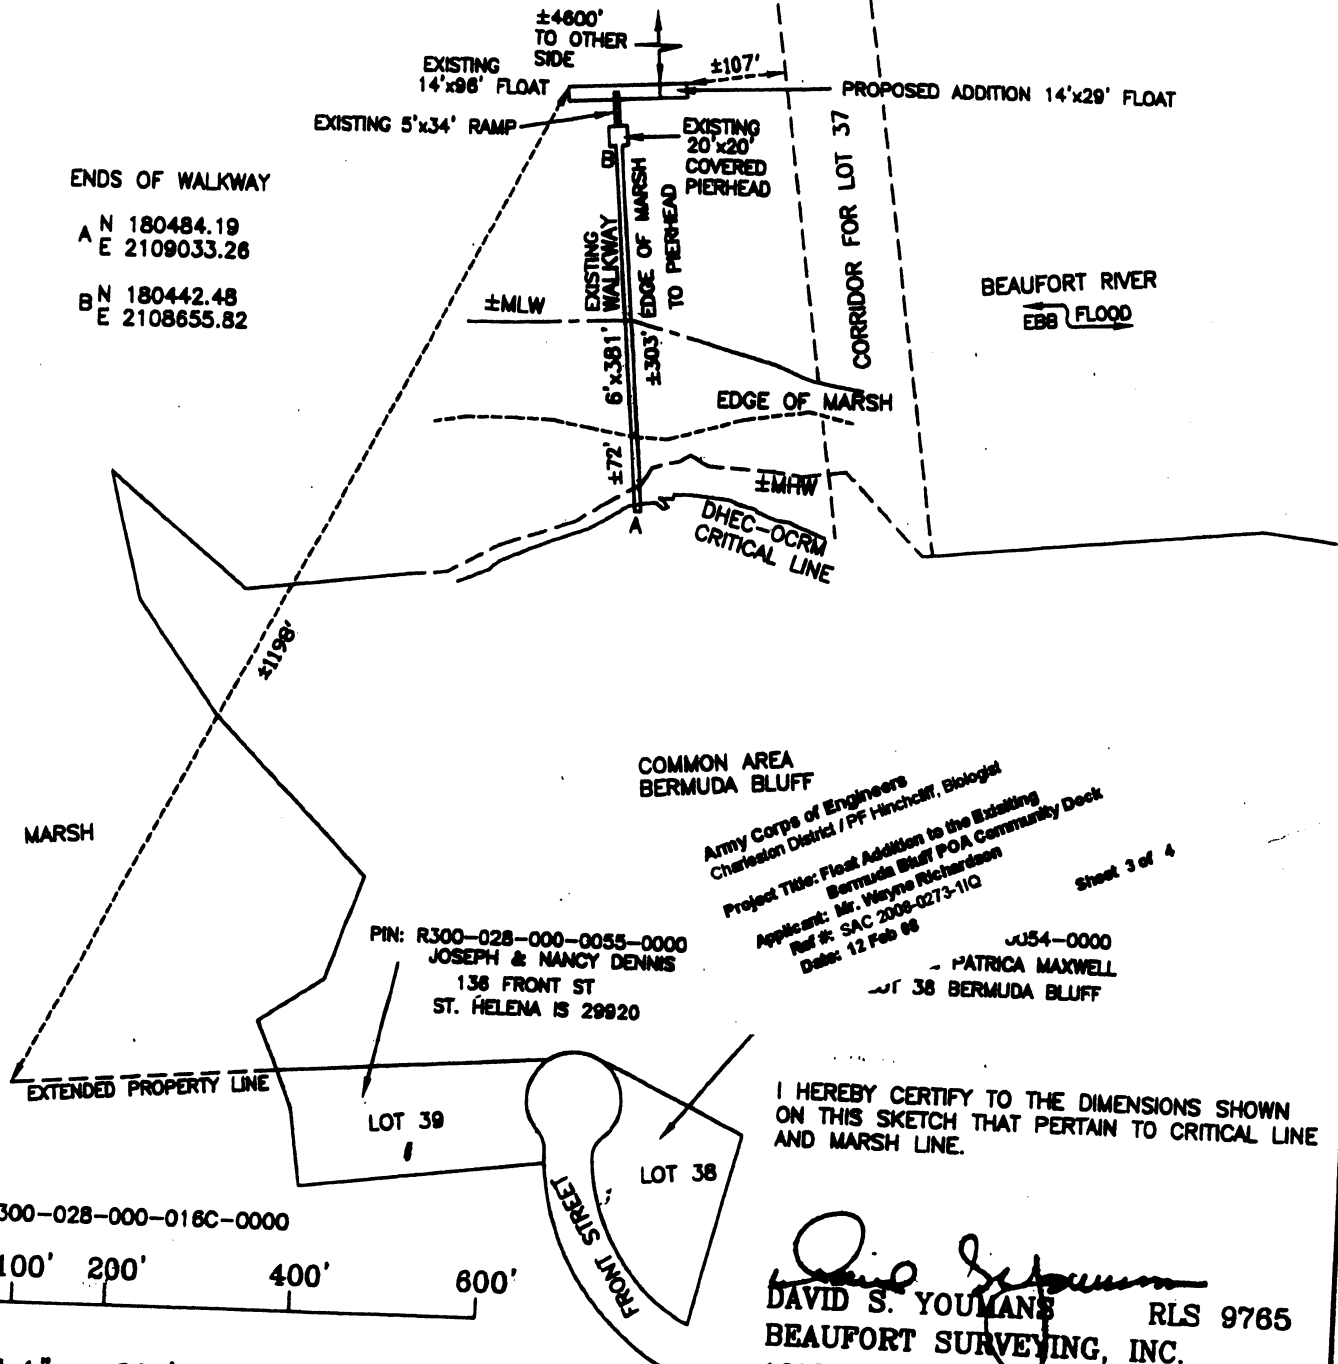 ±4600'
TO OTHER
SIDE
±107'
EXISTING
14'x96' FLOAT
PROPOSED ADDITION 14'x29' FLOAT
EXISTING 5'x34' RAMP
EXISTING
20'x20'
COVERED
PIERHEAD
B
ENDS OF WALKWAY
A N 180484.19
E 2109033.26
B N 180442.48
E 2108655.82
EXISTING
6'x381' WALKWAY
±303' EDGE OF MARSH
TO PIERHEAD
CORRIDOR FOR LOT 37
BEAUFORT RIVER
EBB FLOOD
±MLW
EDGE OF MARSH
±72'
±MHW
A
DHEC-OCRM
CRITICAL LINE
±1198'
COMMON AREA
BERMUDA BLUFF
MARSH
Army Corps of Engineers
Charleston District / PF Hinchcliff, Biologist
Project Title: Float Addition to the Existing
Bermuda Bluff POA Community Dock
Applicant: Mr. Wayne Richardson
Ref #: SAC 2008-0273-1IQ
Date: 12 Feb 08
Sheet 3 of 4
PIN: R300-028-000-0055-0000
JOSEPH & NANCY DENNIS
136 FRONT ST
ST. HELENA IS 29920
0054-0000
PATRICA MAXWELL
LOT 38 BERMUDA BLUFF
EXTENDED PROPERTY LINE
LOT 39
LOT 38
FRONT STREET
I HEREBY CERTIFY TO THE DIMENSIONS SHOWN
ON THIS SKETCH THAT PERTAIN TO CRITICAL LINE
AND MARSH LINE.
300-028-000-016C-0000
100' 200' 400' 600'
DAVID S. YOUMANS RLS 9765
BEAUFORT SURVEYING, INC.